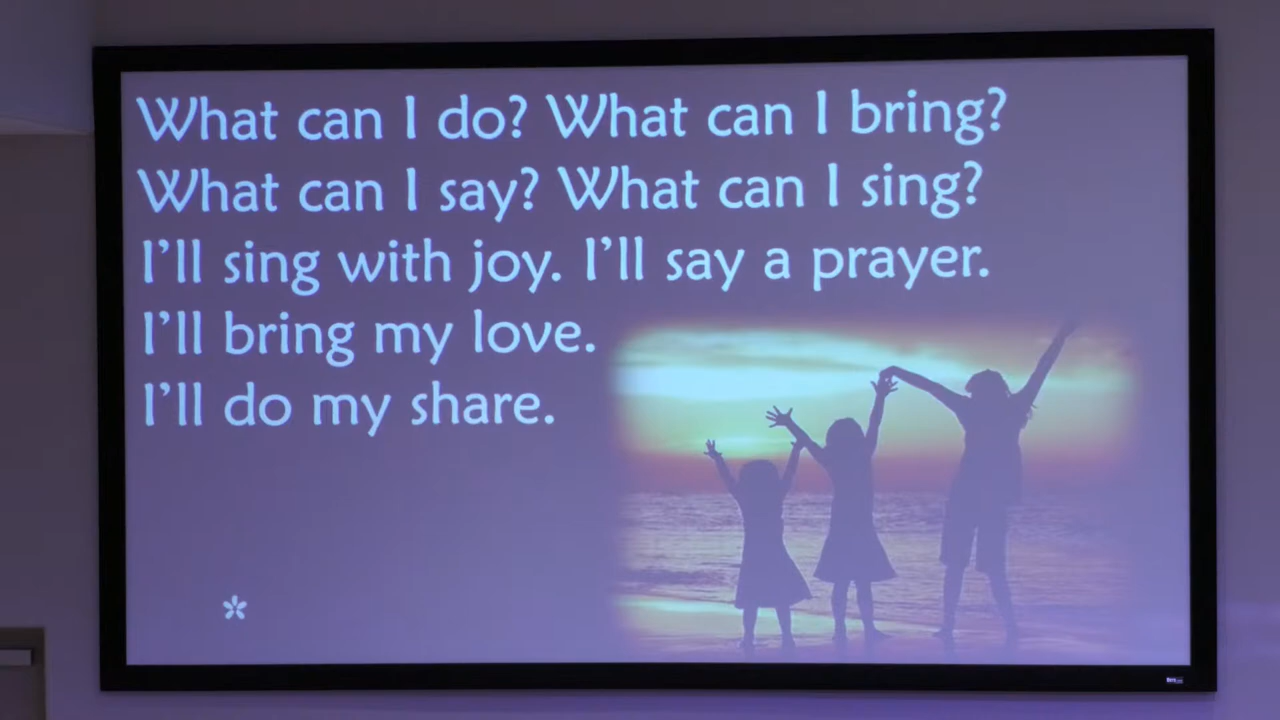 What can I do? What can I bring?
What can I say? What can I sing?
I'll sing with joy. I'll say a prayer.
I'll bring my love.
I'll do my share.
*